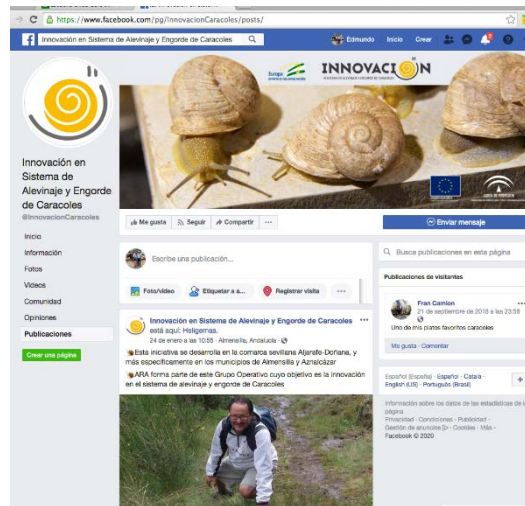 https://www.facebook.com/pg/InnovacionCaracoles/posts/
Innovación en Sistema de Alevinaje y Engorde de Caracoles
Edmundo Inicio Crear
Europa
INNOVACIÓN
Innovación en
Sistema de
Alevinaje y Engorde
de Caracoles
@InnovacionCaracoles
Inicio
Información
Fotos
Vídeos
Comunidad
Opiniones
Publicaciones
Crear una página
Me gusta Seguir Compartir ...
Enviar mensaje
Escribe una publicación...
Foto/vídeo Etiquetar a a... Registrar visita ...
Innovación en Sistema de Alevinaje y Engorde de Caracoles ...
está aquí: Heligemas.
24 de enero a las 10:55 · Almensilla, Andalucía ·
Esta iniciativa se desarrolla en la comarca sevillana Aljarafe-Doñana, y
más específicamente en los municipios de Almensilla y Aznalcázar
ARA forma parte de este Grupo Operativo cuyo objetivo es la innovación
en el sistema de alevinaje y engorde de Caracoles
Busca publicaciones en esta página
Publicaciones de visitantes
Fran Camion ...
21 de septiembre de 2018 a las 23:58
Uno de mis platos favoritos caracoles
Me gusta · Comentar
Español (España) · Español · Català ·
English (US) · Português (Brasil)
+
Información sobre los datos de las estadísticas de la
página
Privacidad · Condiciones · Publicidad ·
Gestión de anuncios · Cookies · Más ·
Facebook © 2020